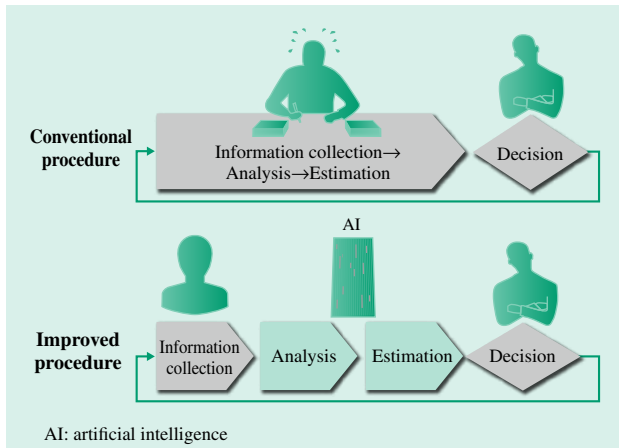 Conventional
procedure
Information collection→
Analysis→Estimation
Decision
AI
Improved
procedure
Information
collection
Analysis
Estimation
Decision
AI: artificial intelligence